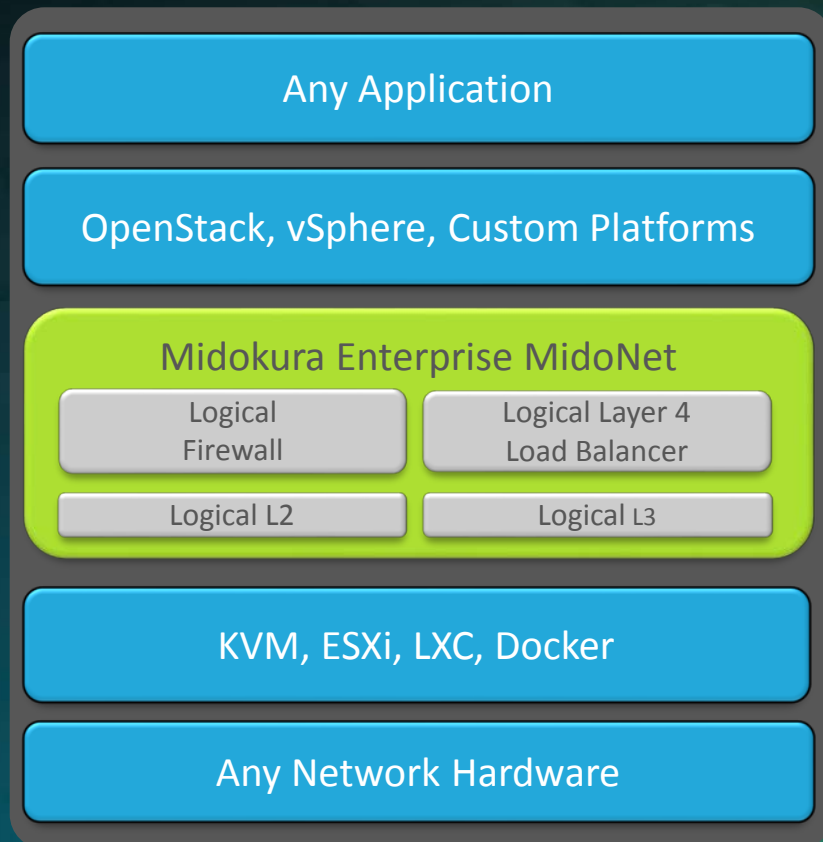 Any Application
OpenStack, vSphere, Custom Platforms
Midokura Enterprise MidoNet
Logical
Firewall
Logical Layer 4
Load Balancer
Logical L2
Logical L3
KVM, ESXi, LXC, Docker
Any Network Hardware